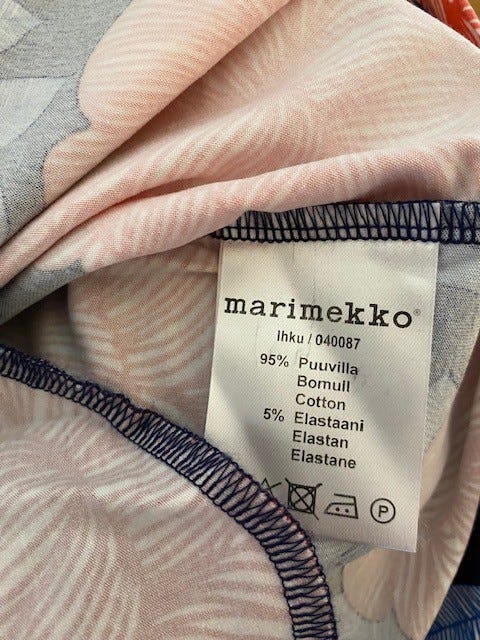 marimekko®
Ihku / 040087
95% Puuvilla
Bomull
Cotton
5% Elastaani
Elastan
Elastane
P